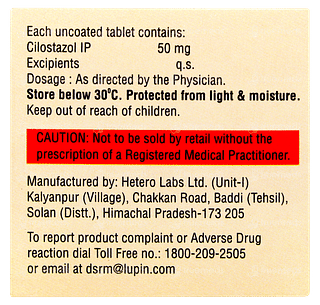 Each uncoated tablet contains:
Cilostazol IP 50 mg
Excipients q.s.
Dosage : As directed by the Physician.
Store below 30⁰C. Protected from light & moisture.
Keep out of reach of children.
CAUTION: Not to be sold by retail without the
prescription of a Registered Medical Practitioner.
Manufactured by: Hetero Labs Ltd. (Unit-I)
Kalyanpur (Village), Chakkan Road, Baddi (Tehsil),
Solan (Distt.), Himachal Pradesh-173 205
To report product complaint or Adverse Drug
reaction dial Toll Free no.: 1800-209-2505
or email at dsrm@lupin.com